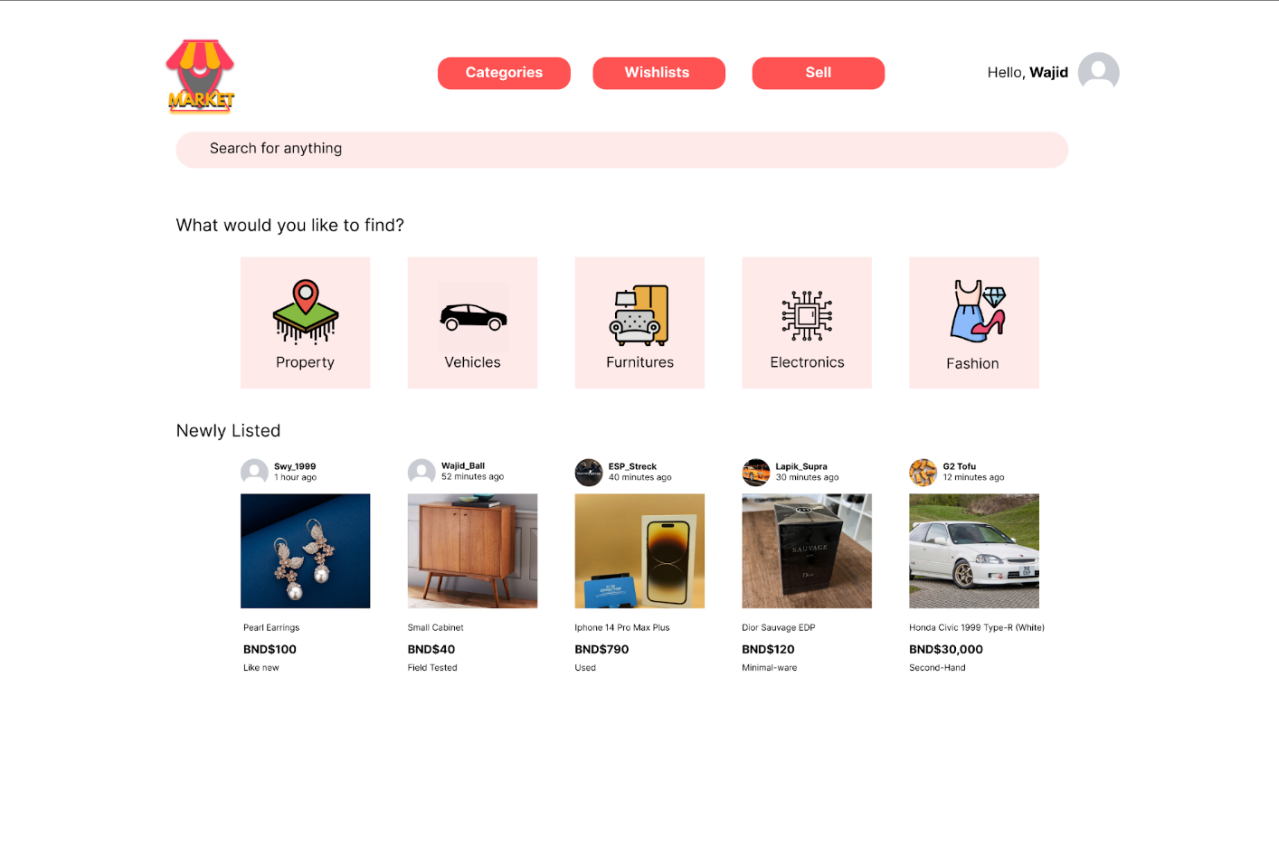 MARKET
Categories
Wishlists
Sell
Hello, Wajid
Search for anything
What would you like to find?
Property
Vehicles
Furnitures
Electronics
Fashion
Newly Listed
Swy_1999
1 hour ago
Wajid_Ball
52 minutes ago
ESP_Streck
40 minutes ago
Lapik_Supra
30 minutes ago
G2 Tofu
12 minutes ago
SAUVAGE
Dior
Pearl Earrings
BND$100
Like new
Small Cabinet
BND$40
Field Tested
Iphone 14 Pro Max Plus
BND$790
Used
Dior Sauvage EDP
BND$120
Minimal-ware
Honda Civic 1999 Type-R (White)
BND$30,000
Second-Hand